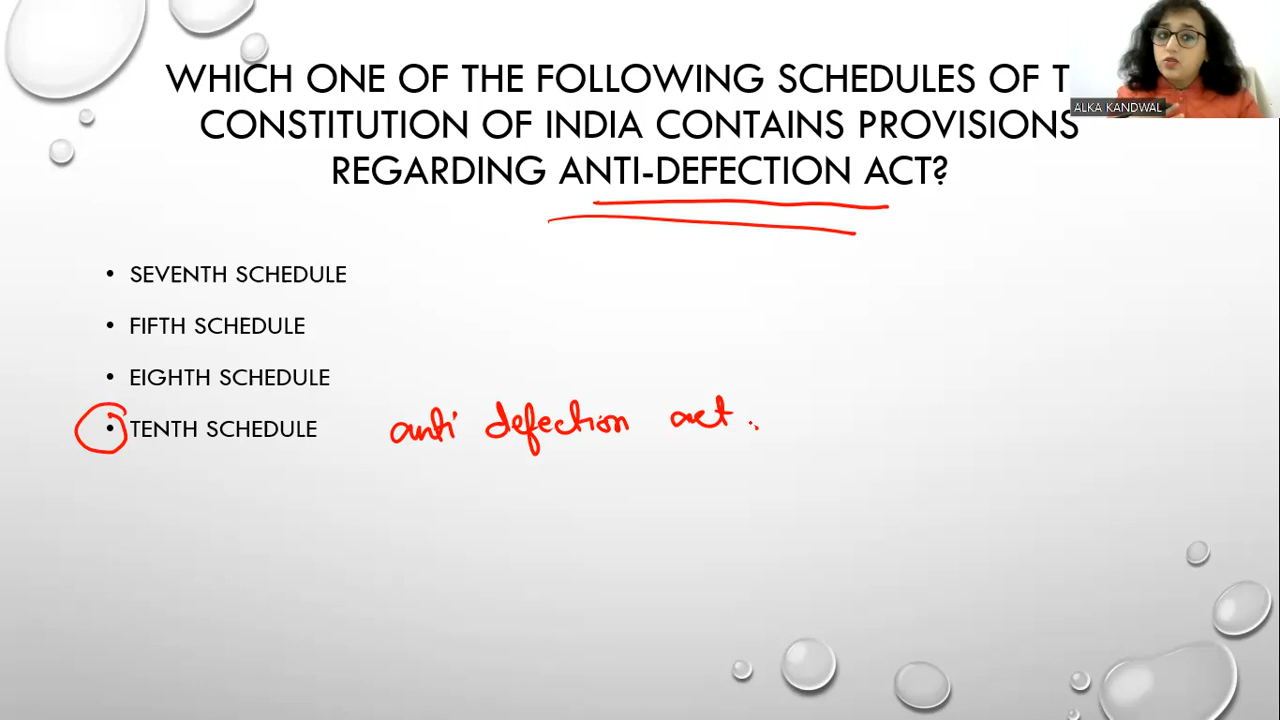 WHICH ONE OF THE FOLLOWING SCHEDULES OF T
CONSTITUTION OF INDIA CONTAINS PROVISIONS
REGARDING ANTI-DEFECTION ACT?
ALKA KANDWAL
• SEVENTH SCHEDULE
• FIFTH SCHEDULE
• EIGHTH SCHEDULE
• TENTH SCHEDULE anti defection act .